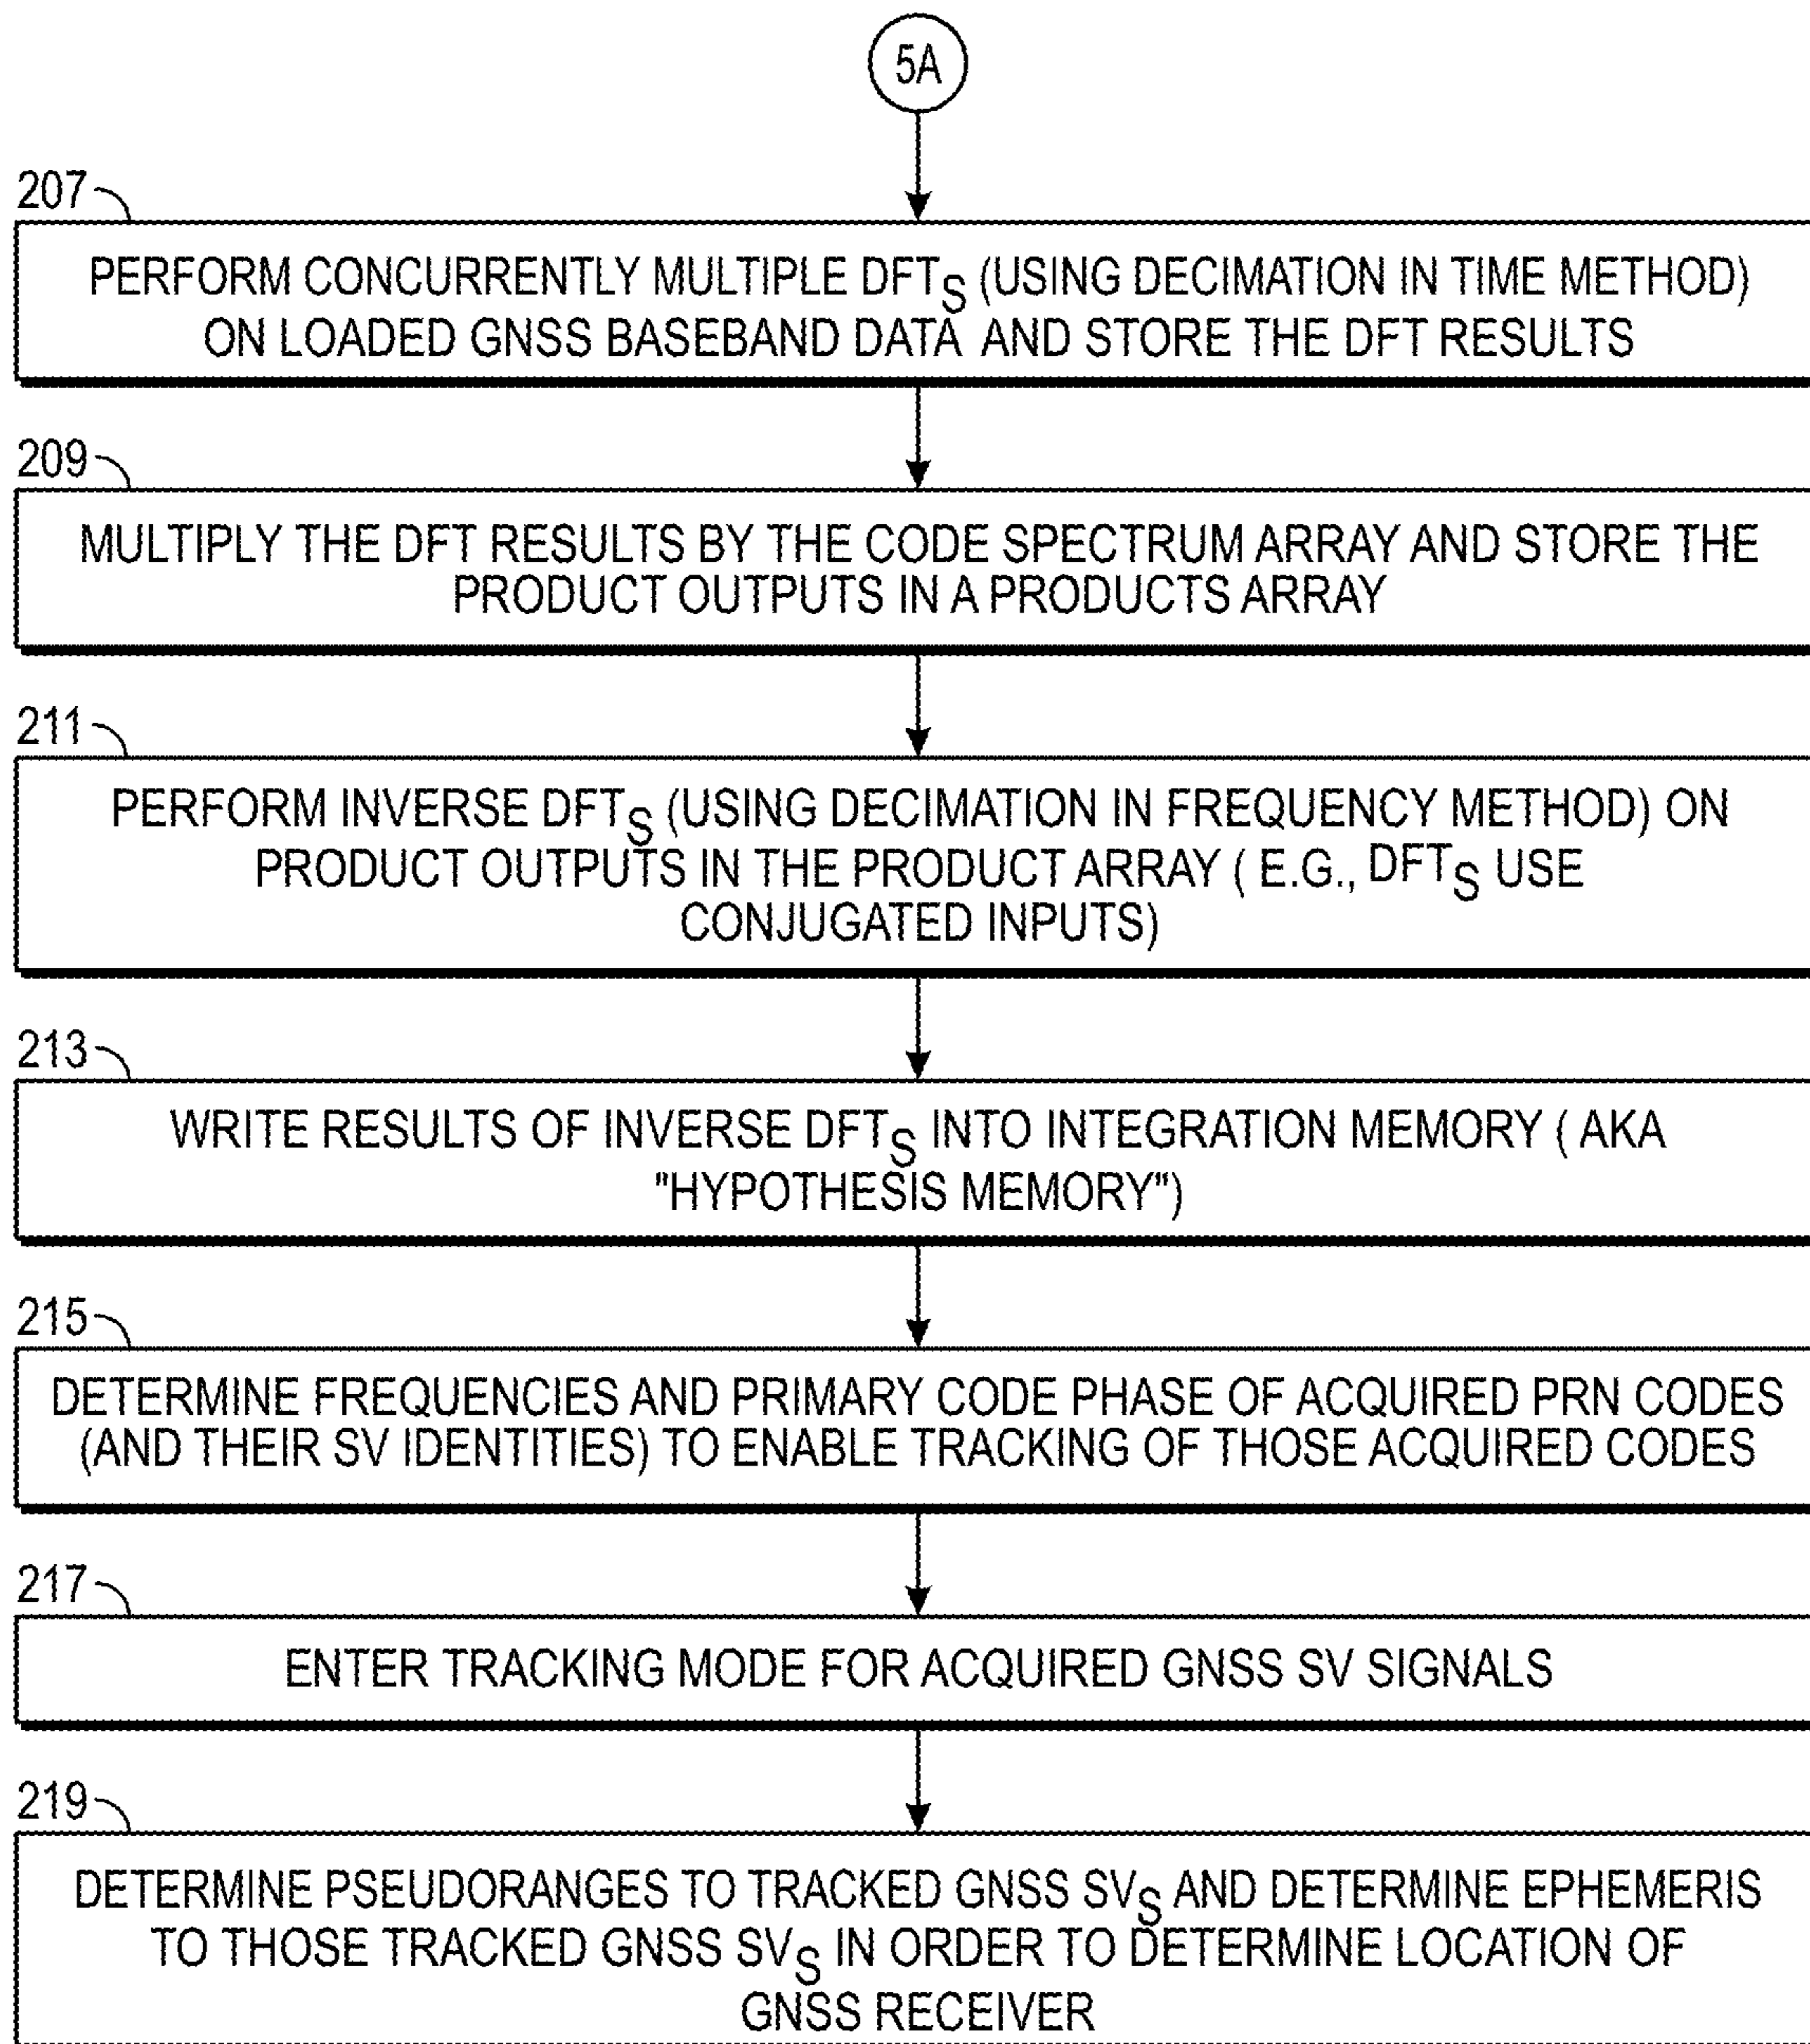 5A
207
PERFORM CONCURRENTLY MULTIPLE DFTS (USING DECIMATION IN TIME METHOD)
ON LOADED GNSS BASEBAND DATA AND STORE THE DFT RESULTS
209
MULTIPLY THE DFT RESULTS BY THE CODE SPECTRUM ARRAY AND STORE THE
PRODUCT OUTPUTS IN A PRODUCTS ARRAY
211
PERFORM INVERSE DFTS (USING DECIMATION IN FREQUENCY METHOD) ON
PRODUCT OUTPUTS IN THE PRODUCT ARRAY ( E.G., DFTS USE
CONJUGATED INPUTS)
213
WRITE RESULTS OF INVERSE DFTS INTO INTEGRATION MEMORY ( AKA
"HYPOTHESIS MEMORY")
215
DETERMINE FREQUENCIES AND PRIMARY CODE PHASE OF ACQUIRED PRN CODES
(AND THEIR SV IDENTITIES) TO ENABLE TRACKING OF THOSE ACQUIRED CODES
217
ENTER TRACKING MODE FOR ACQUIRED GNSS SV SIGNALS
219
DETERMINE PSEUDORANGES TO TRACKED GNSS SVS AND DETERMINE EPHEMERIS
TO THOSE TRACKED GNSS SVS IN ORDER TO DETERMINE LOCATION OF
GNSS RECEIVER